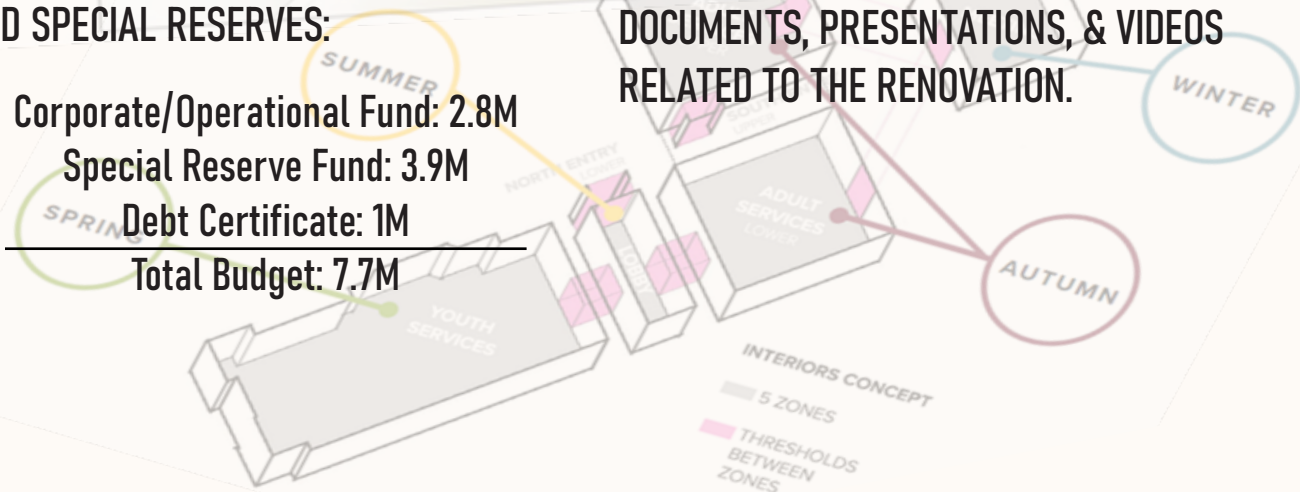 D SPECIAL RESERVES:
Corporate/Operational Fund: 2.8M
Special Reserve Fund: 3.9M
Debt Certificate: 1M
Total Budget: 7.7M
DOCUMENTS, PRESENTATIONS, & VIDEOS
RELATED TO THE RENOVATION.
SUMMER
WINTER
SPRING
AUTUMN
UPPER
NORTH ENTRY
LOWER
ADULT
SERVICES
LOWER
LOBBY
YOUTH
SERVICES
INTERIORS CONCEPT
5 ZONES
THRESHOLDS
BETWEEN
ZONES